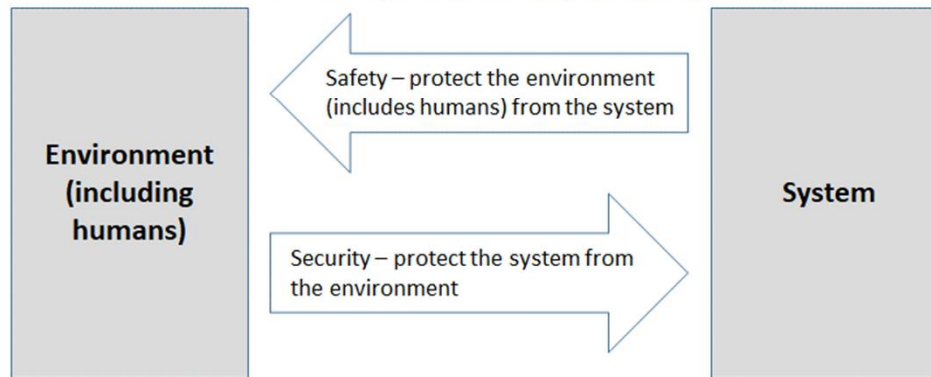 Safety – protect the environment
(includes humans) from the system
Environment
(including
humans)
System
Security – protect the system from
the environment